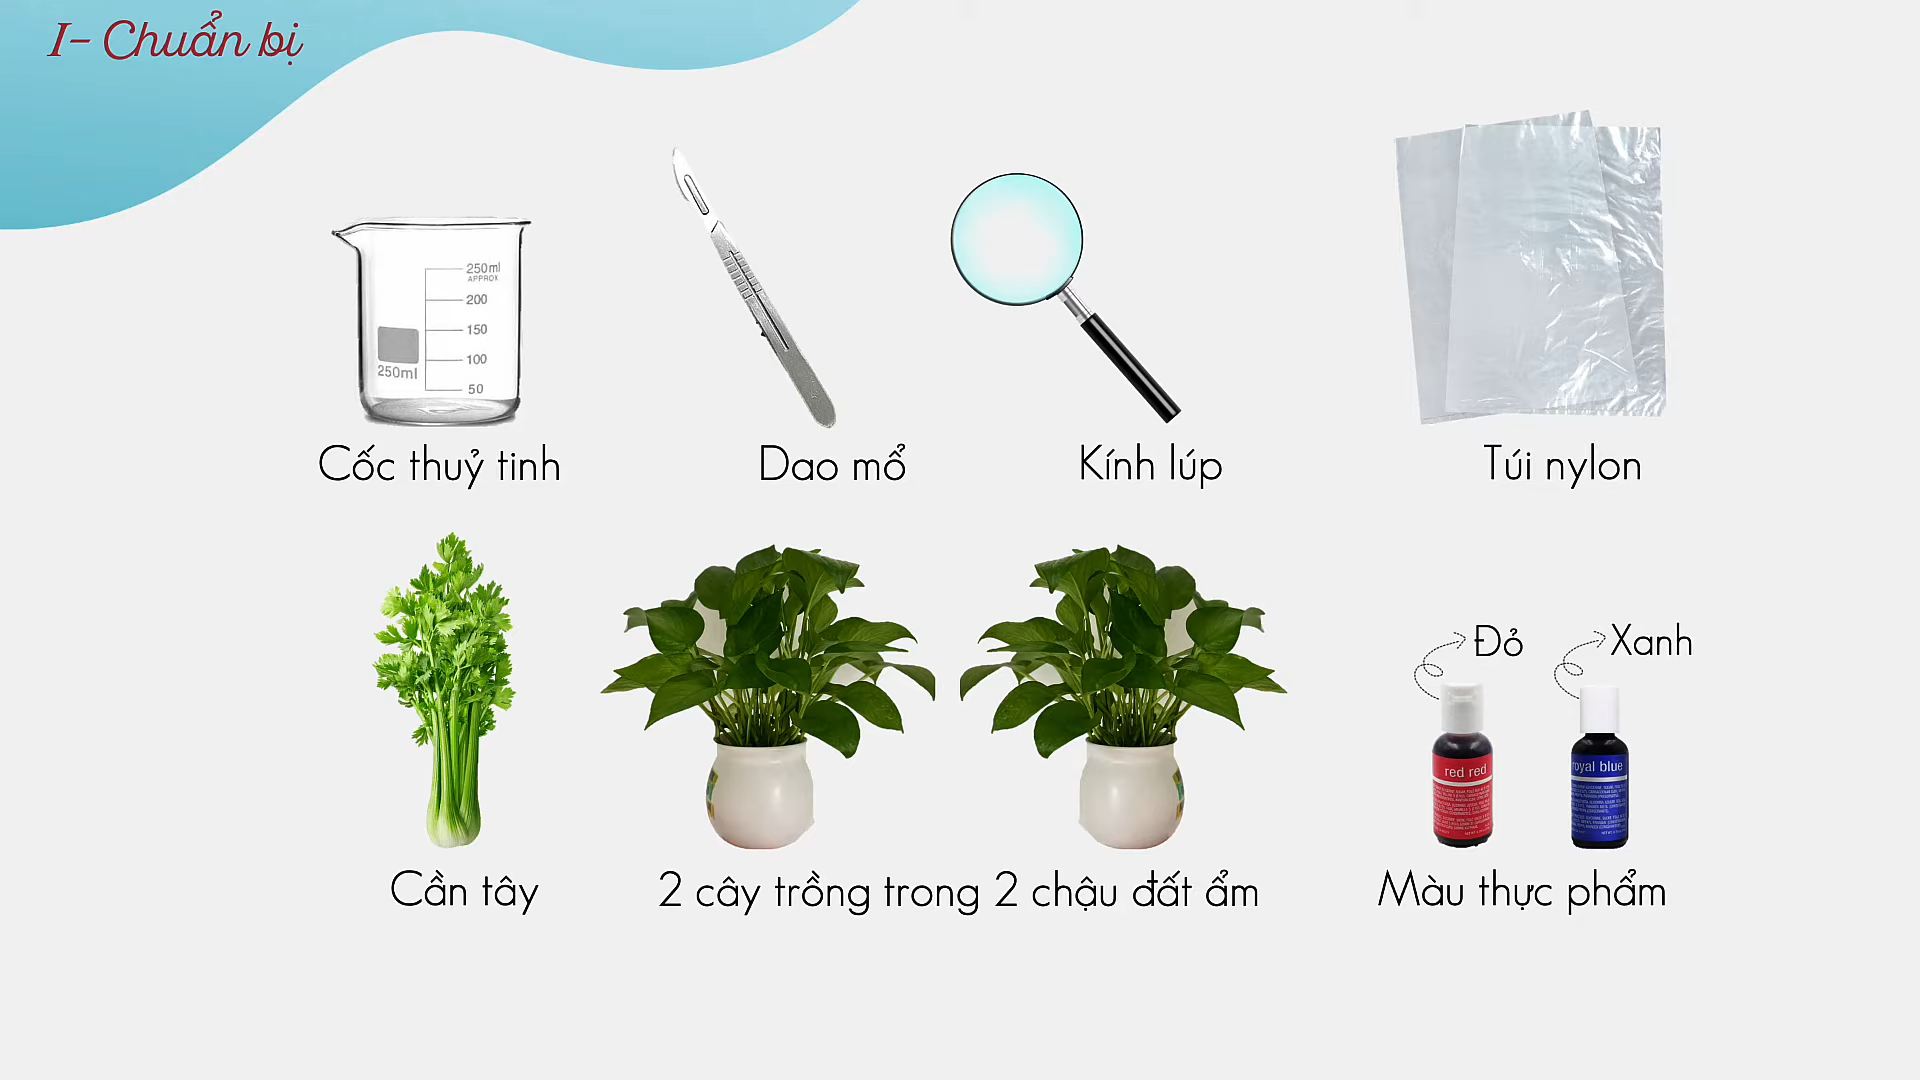 I- Chuẩn bị
250ml
APPROX
200
150
100
50
250ml
Cốc thuỷ tinh
Dao mổ
Kính lúp
Túi nylon
Đỏ
Xanh
red red
royal blue
Cần tây
2 cây trồng trong 2 chậu đất ẩm
Màu thực phẩm